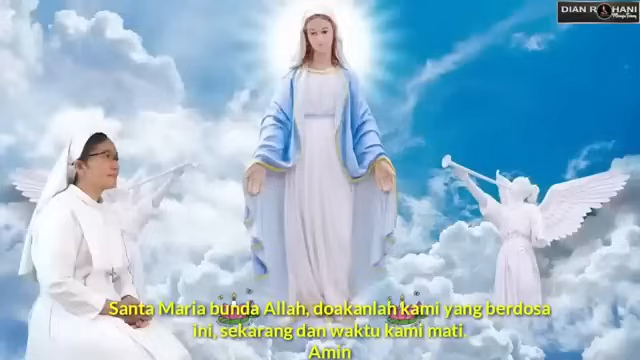 DIAN ROHANI
Santa Maria bunda Allah, doakanlah kami yang berdosa
ini, sekarang dan waktu kami mati
Amin